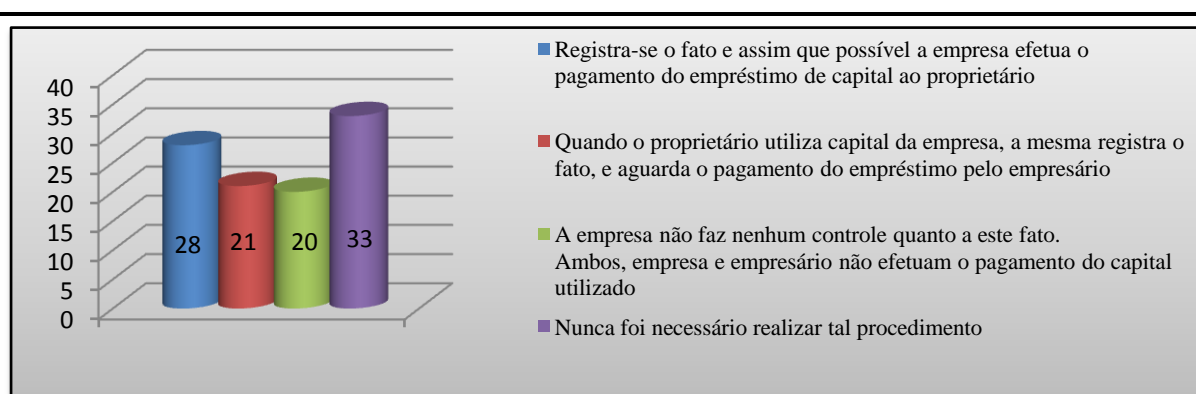 40
35
30
25
20
15
10
5
0
28
21
20
33
Registra-se o fato e assim que possível a empresa efetua o
pagamento do empréstimo de capital ao proprietário
Quando o proprietário utiliza capital da empresa, a mesma registra o
fato, e aguarda o pagamento do empréstimo pelo empresário
A empresa não faz nenhum controle quanto a este fato.
Ambos, empresa e empresário não efetuam o pagamento do capital
utilizado
Nunca foi necessário realizar tal procedimento